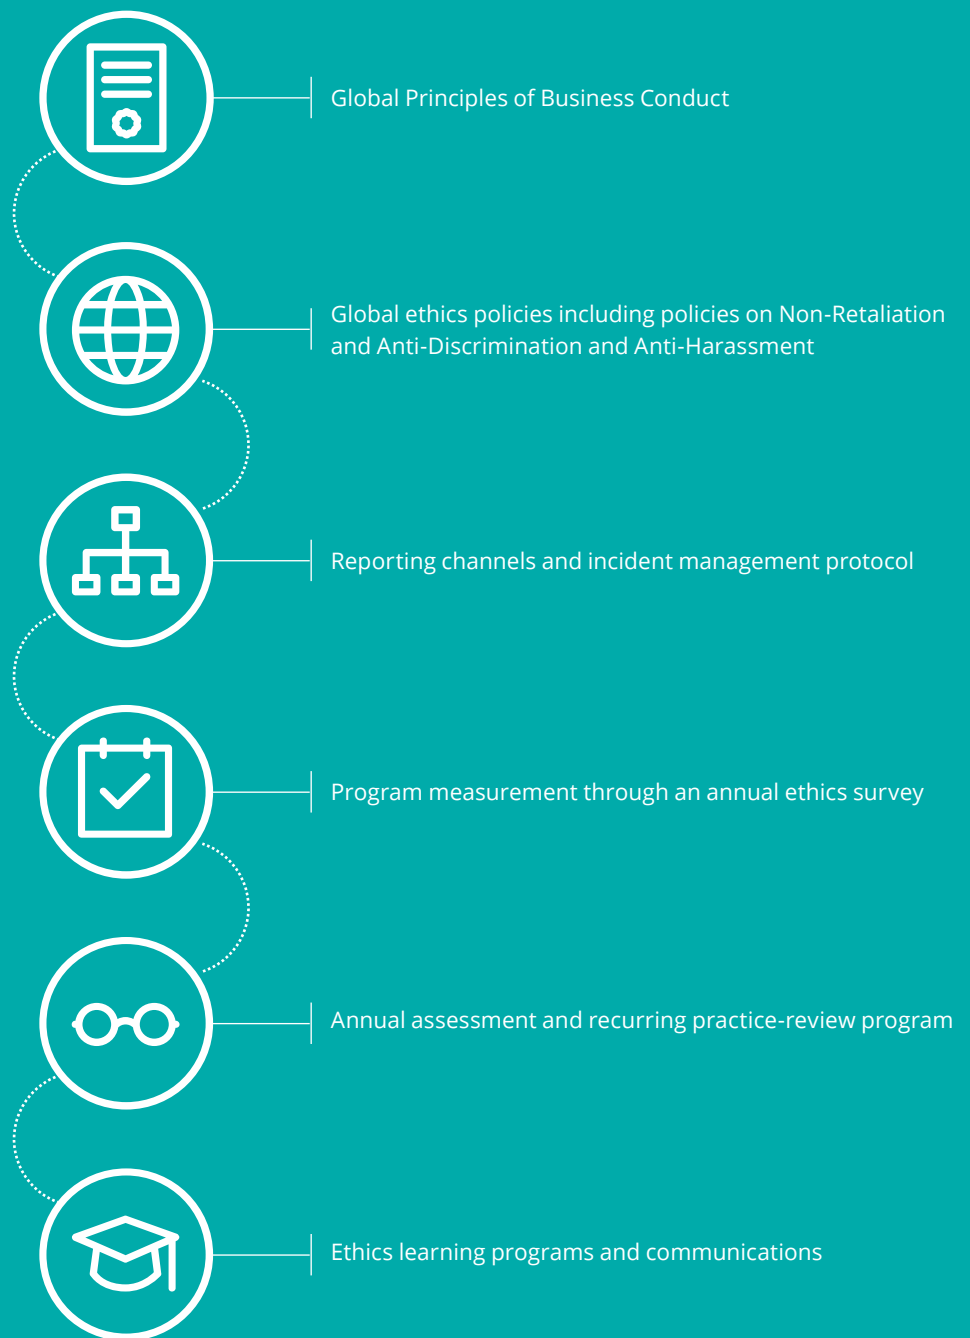 Global Principles of Business Conduct
Global ethics policies including policies on Non-Retaliation
and Anti-Discrimination and Anti-Harassment
Reporting channels and incident management protocol
Program measurement through an annual ethics survey
Annual assessment and recurring practice-review program
Ethics learning programs and communications